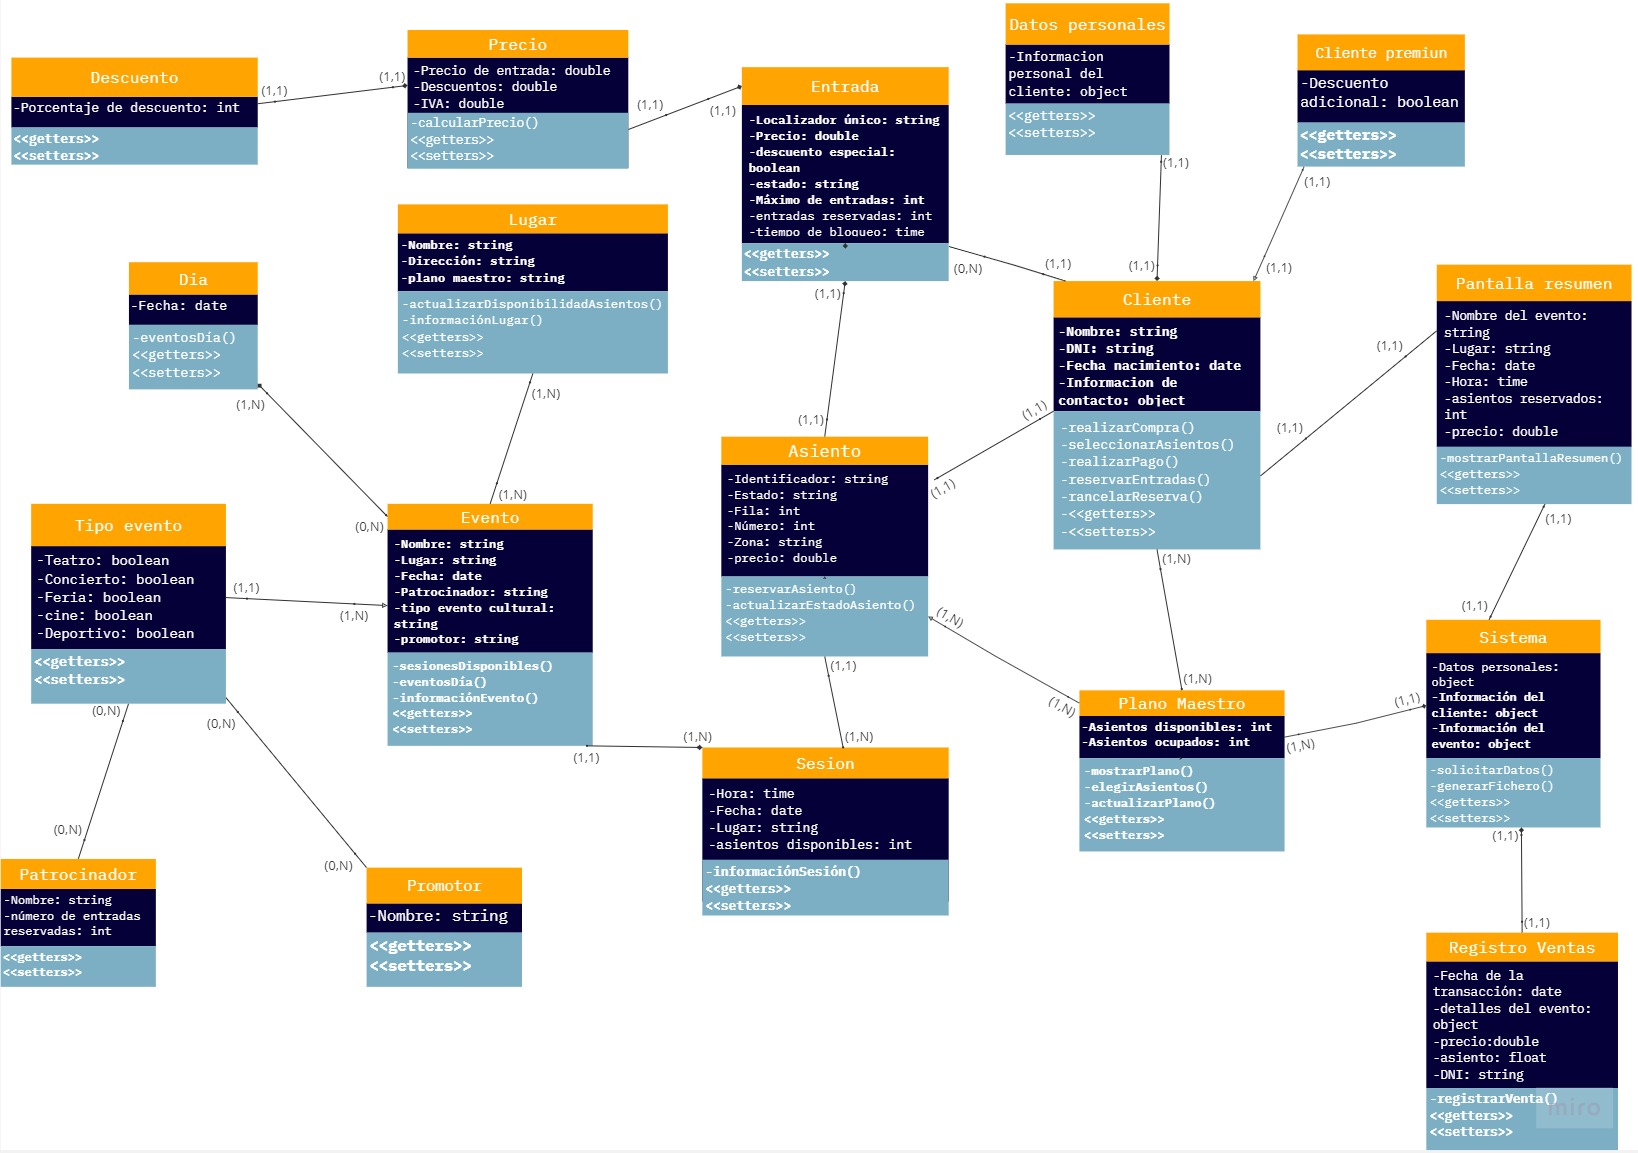 Descuento
-Porcentaje de descuento: int
<<getters>>
<<setters>>
(1,1)
(1,1)
Precio
-Precio de entrada: double
-Descuentos: double
-IVA: double
-calcularPrecio()
<<getters>>
<<setters>>
(1,1)
(1,1)
Entrada
-Localizador único: string
-Precio: double
-descuento especial:
boolean
-estado: string
-Máximo de entradas: int
-entradas reservadas: int
-tiempo de bloqueo: time
<<getters>>
<<setters>>
(0,N)
(1,1)
(1,1)
(1,1)
Datos personales
-Informacion
personal del
cliente: object
<<getters>>
<<setters>>
(1,1)
(1,1)
Cliente premiun
-Descuento
adicional: boolean
<<getters>>
<<setters>>
(1,1)
(1,1)
Lugar
-Nombre: string
-Dirección: string
-plano maestro: string
-actualizarDisponibilidadAsientos()
-informaciónLugar()
<<getters>>
<<setters>>
(1,N)
(1,N)
Dia
-Fecha: date
-eventosDía()
<<getters>>
<<setters>>
(1,N)
(0,N)
Cliente
-Nombre: string
-DNI: string
-Fecha nacimiento: date
-Informacion de
contacto: object
-realizarCompra()
-seleccionarAsientos()
-realizarPago()
-reservarEntradas()
-rancelarReserva()
-<<getters>>
-<<setters>>
(1,1)
(1,1)
(1,1)
(1,1)
(1,N)
(1,N)
Pantalla resumen
-Nombre del evento:
string
-Lugar: string
-Fecha: date
-Hora: time
-asientos reservados:
int
-precio: double
-mostrarPantallaResumen()
<<getters>>
<<setters>>
(1,1)
(1,1)
Asiento
-Identificador: string
-Estado: string
-Fila: int
-Número: int
-Zona: string
-precio: double
-reservarAsiento()
-actualizarEstadoAsiento()
<<getters>>
<<setters>>
(1,N)
(1,N)
(1,1)
(1,N)
Tipo evento
-Teatro: boolean
-Concierto: boolean
-Feria: boolean
-cine: boolean
-Deportivo: boolean
<<getters>>
<<setters>>
(1,1)
(1,N)
(0,N)
(0,N)
(0,N)
(0,N)
Evento
-Nombre: string
-Lugar: string
-Fecha: date
-Patrocinador: string
-tipo evento cultural:
string
-promotor: string
-sesionesDisponibles()
-eventosDía()
-informaciónEvento()
<<getters>>
<<setters>>
(1,1)
(1,N)
Sesion
-Hora: time
-Fecha: date
-Lugar: string
-asientos disponibles: int
-informaciónSesión()
<<getters>>
<<setters>>
Plano Maestro
-Asientos disponibles: int
-Asientos ocupados: int
-mostrarPlano()
-elegirAsientos()
-actualizarPlano()
<<getters>>
<<setters>>
(1,N)
(1,1)
Sistema
-Datos personales:
object
-Información del
cliente: object
-Información del
evento: object
-solicitarDatos()
-generarFichero()
<<getters>>
<<setters>>
(1,1)
(1,1)
Patrocinador
-Nombre: string
-número de entradas
reservadas: int
<<getters>>
<<setters>>
Promotor
-Nombre: string
<<getters>>
<<setters>>
Registro Ventas
-Fecha de la
transacción: date
-detalles del evento:
object
-precio:double
-asiento: float
-DNI: string
-registrarVenta()
<<getters>>
<<setters>>
miro